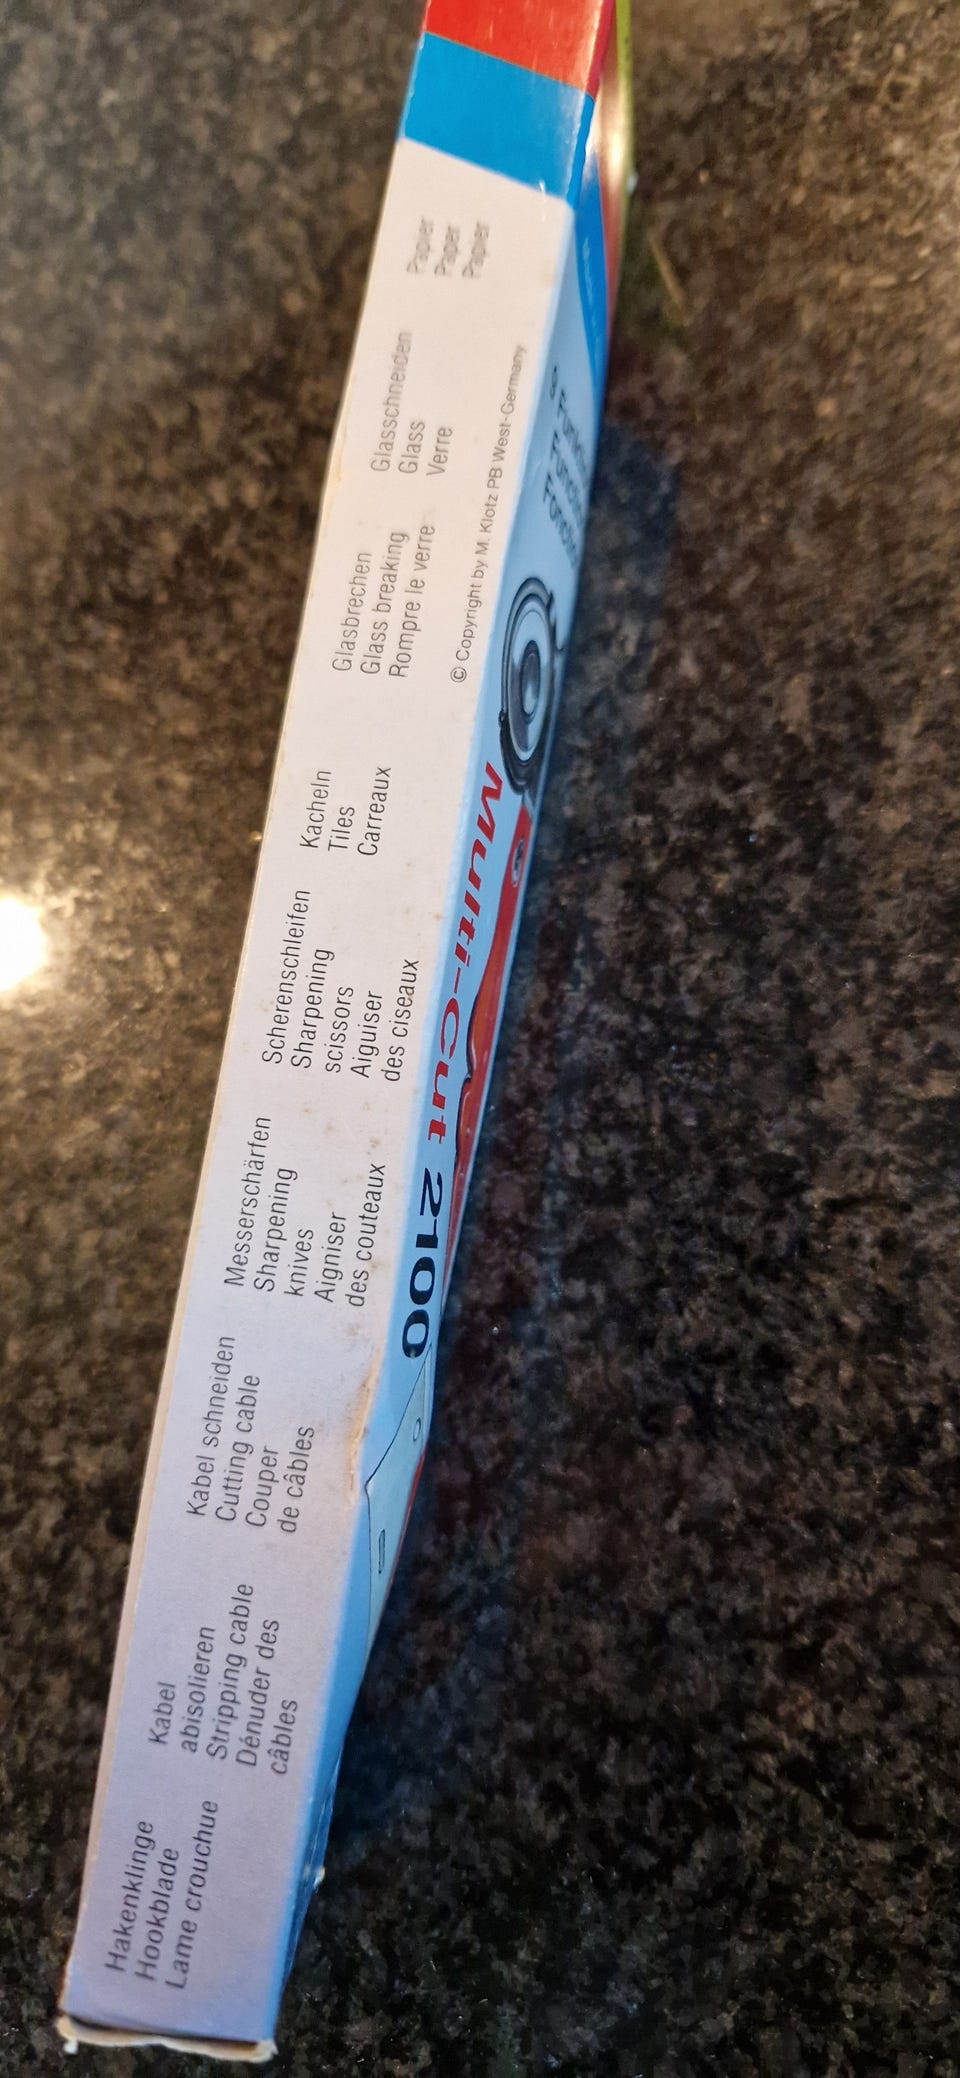 Hakenklinge
Hookblade
Lame crouchue
Kabel
abisolieren
Stripping cable
Dénuder des
câbles
Kabel schneiden
Cutting cable
Couper
de câbles
Messerschärfen
Sharpening
knives
Aigniser
des couteaux
Scherenschleifen
Sharpening
scissors
Aiguiser
des ciseaux
Kacheln
Tiles
Carreaux
Glasbrechen
Glass breaking
Rompre le verre
Glasschneiden
Glass
Verre
Papier
Paper
Papier
© Copyright by M. Klotz PB West-Germany
Multi-Cut 2100